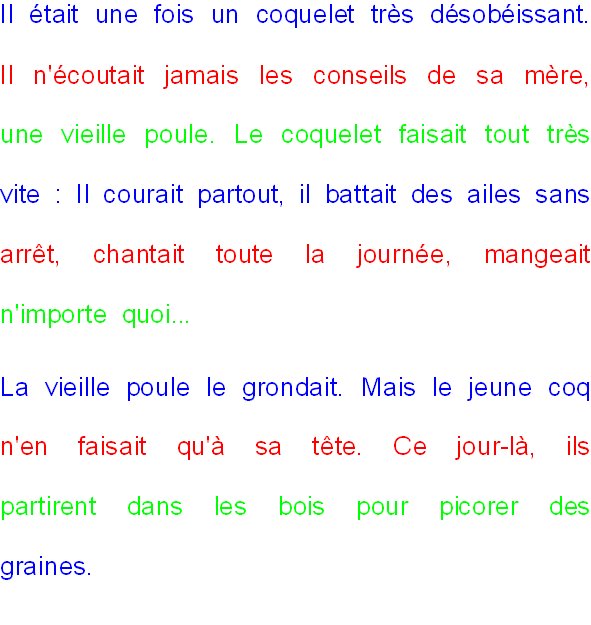 Il était une fois un coquelet très désobéissant.
Il n'écoutait jamais les conseils de sa mère,
une vieille poule. Le coquelet faisait tout très
vite : Il courait partout, il battait des ailes sans
arrêt, chantait toute la journée, mangeait
n'importe quoi...
La vieille poule le grondait. Mais le jeune coq
n'en faisait qu'à sa tête. Ce jour-là, ils
partirent dans les bois pour picorer des
graines.